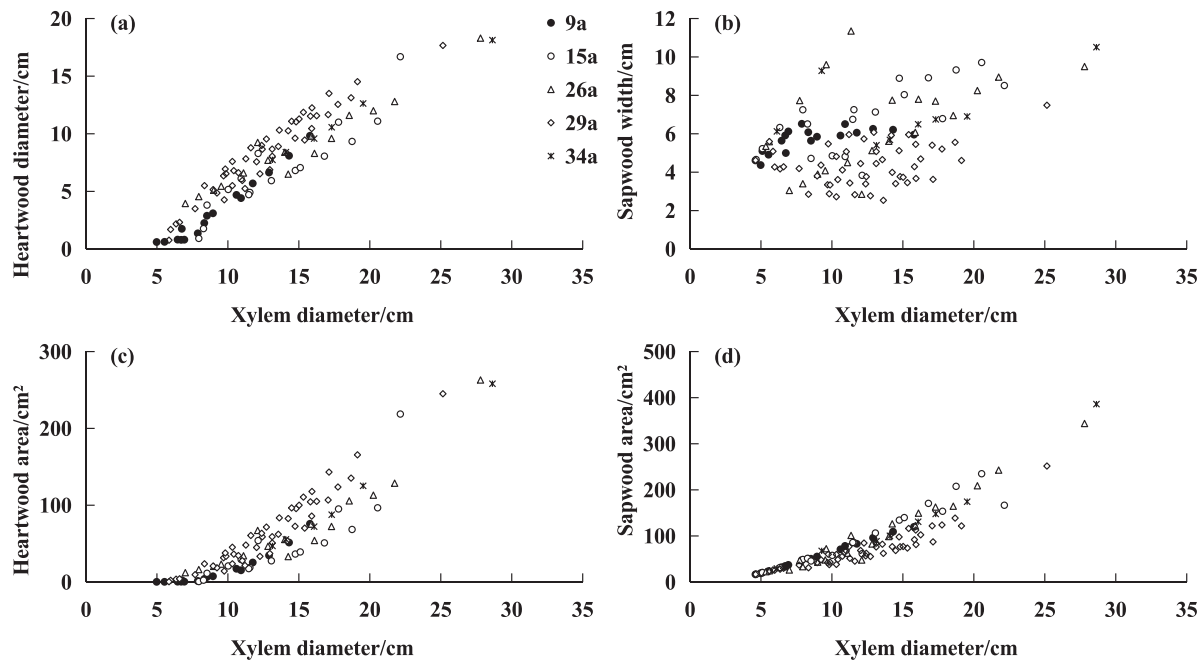 (a)
Heartwood diameter/cm
20
15
10
5
0
0 5 10 15 20 25 30 35
Xylem diameter/cm
9a
15a
26a
29a
34a
(b)
Sapwood width/cm
12
10
8
6
4
2
0
0 5 10 15 20 25 30 35
Xylem diameter/cm
(c)
Heartwood area/cm²
300
200
100
0
0 5 10 15 20 25 30 35
Xylem diameter/cm
(d)
Sapwood area/cm²
500
400
300
200
100
0
0 5 10 15 20 25 30 35
Xylem diameter/cm